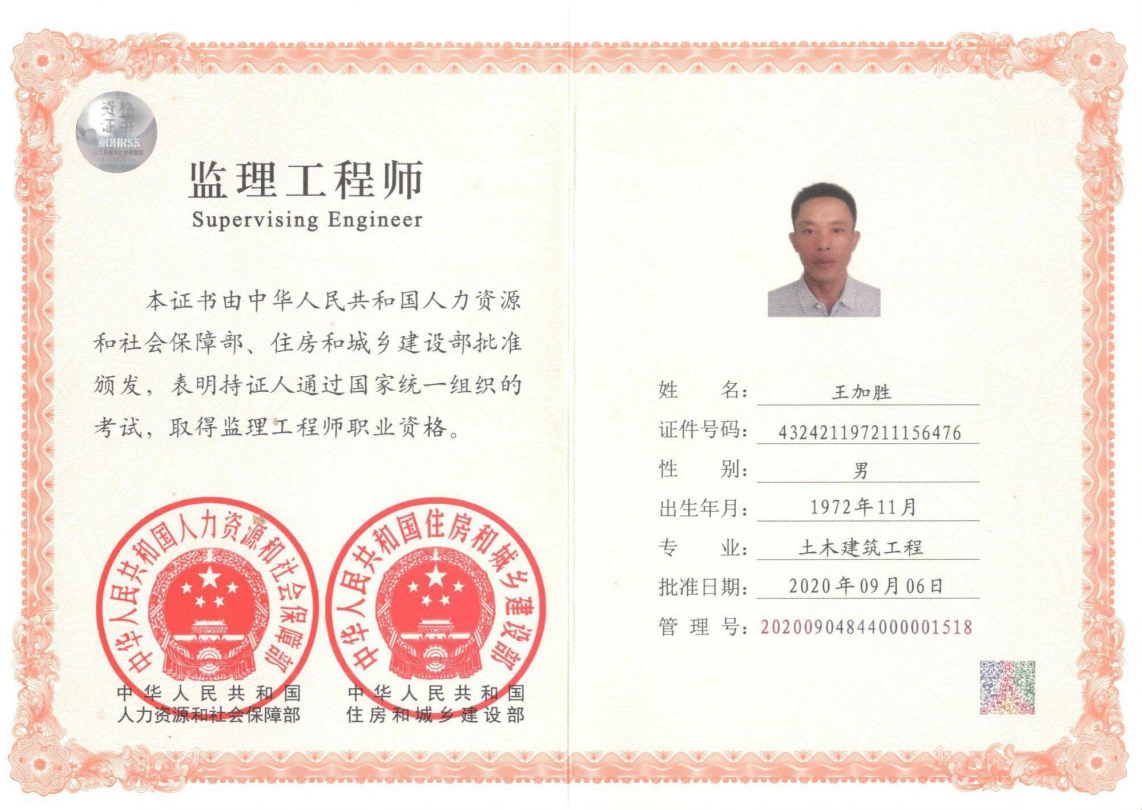 资格
证书
MOHRSS
监理工程师
Supervising Engineer
本证书由中华人民共和国人力资源
和社会保障部、住房和城乡建设部批准
颁发，表明持证人通过国家统一组织的
考试，取得监理工程师职业资格。
中华人民共和国人力资源和社会保障部
中华人民共和国住房和城乡建设部
中华人民共和国
人力资源和社会保障部
中华人民共和国
住房和城乡建设部
姓 名：王加胜
证件号码：432421197211156476
性 别：男
出生年月：1972年11月
专 业：土木建筑工程
批准日期：2020年09月06日
管 理 号：20200904844000001518